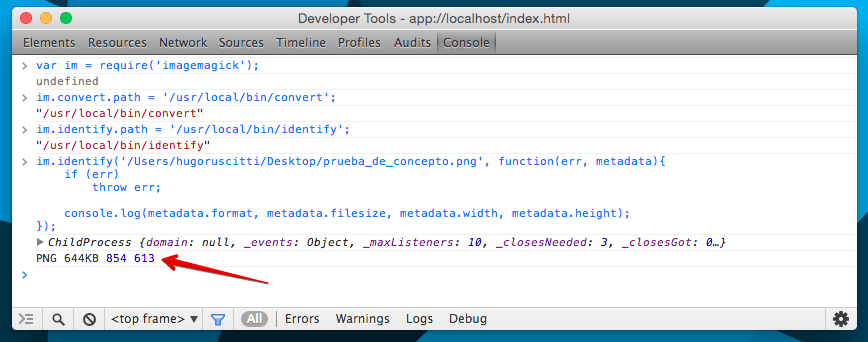 Developer Tools - app://localhost/index.html
Elements Resources Network Sources Timeline Profiles Audits Console
> var im = require('imagemagick');
undefined
> im.convert.path = '/usr/local/bin/convert';
"/usr/local/bin/convert"
> im.identify.path = '/usr/local/bin/identify';
"/usr/local/bin/identify"
> im.identify('/Users/hugoruscitti/Desktop/prueba_de_concepto.png', function(err, metadata){
if (err)
throw err;
console.log(metadata.format, metadata.filesize, metadata.width, metadata.height);
});
▶ ChildProcess {domain: null, _events: Object, _maxListeners: 10, _closesNeeded: 3, _closesGot: 0…}
PNG 644KB 854 613
>
<top frame> ▼ All Errors Warnings Logs Debug